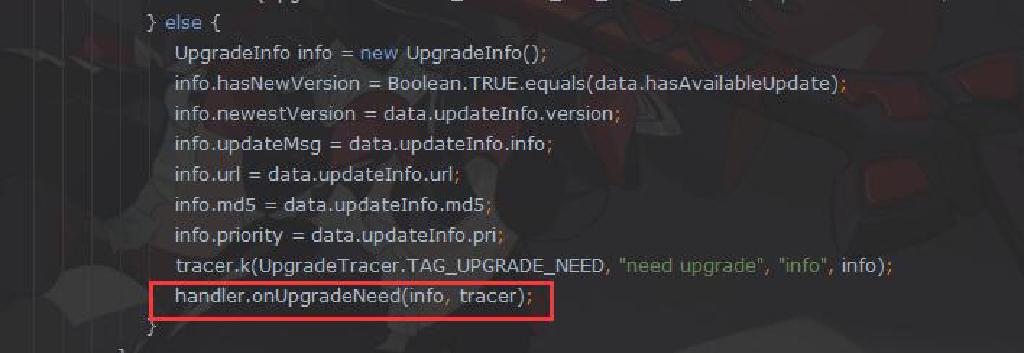 } else {
UpgradeInfo info = new UpgradeInfo();
info.hasNewVersion = Boolean.TRUE.equals(data.hasAvailableUpdate);
info.newestVersion = data.updateInfo.version;
info.updateMsg = data.updateInfo.info;
info.url = data.updateInfo.url;
info.md5 = data.updateInfo.md5;
info.priority = data.updateInfo.pri;
tracer.k(UpgradeTracer.TAG_UPGRADE_NEED, "need upgrade", "info", info);
handler.onUpgradeNeed(info, tracer);
}